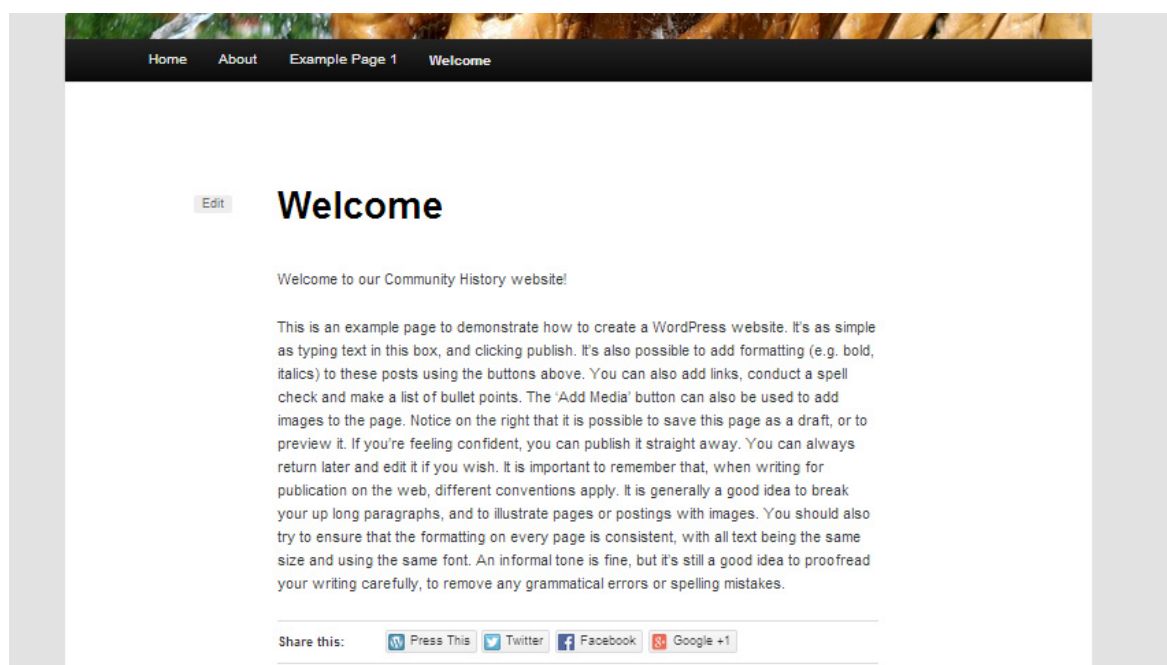 Home About Example Page 1 Welcome
Edit
Welcome
Welcome to our Community History website!
This is an example page to demonstrate how to create a WordPress website. It's as simple
as typing text in this box, and clicking publish. It's also possible to add formatting (e.g. bold,
italics) to these posts using the buttons above. You can also add links, conduct a spell
check and make a list of bullet points. The ‘Add Media’ button can also be used to add
images to the page. Notice on the right that it is possible to save this page as a draft, or to
preview it. If you're feeling confident, you can publish it straight away. You can always
return later and edit it if you wish. It is important to remember that, when writing for
publication on the web, different conventions apply. It is generally a good idea to break
your up long paragraphs, and to illustrate pages or postings with images. You should also
try to ensure that the formatting on every page is consistent, with all text being the same
size and using the same font. An informal tone is fine, but it's still a good idea to proofread
your writing carefully, to remove any grammatical errors or spelling mistakes.
Share this: Press This Twitter Facebook Google +1